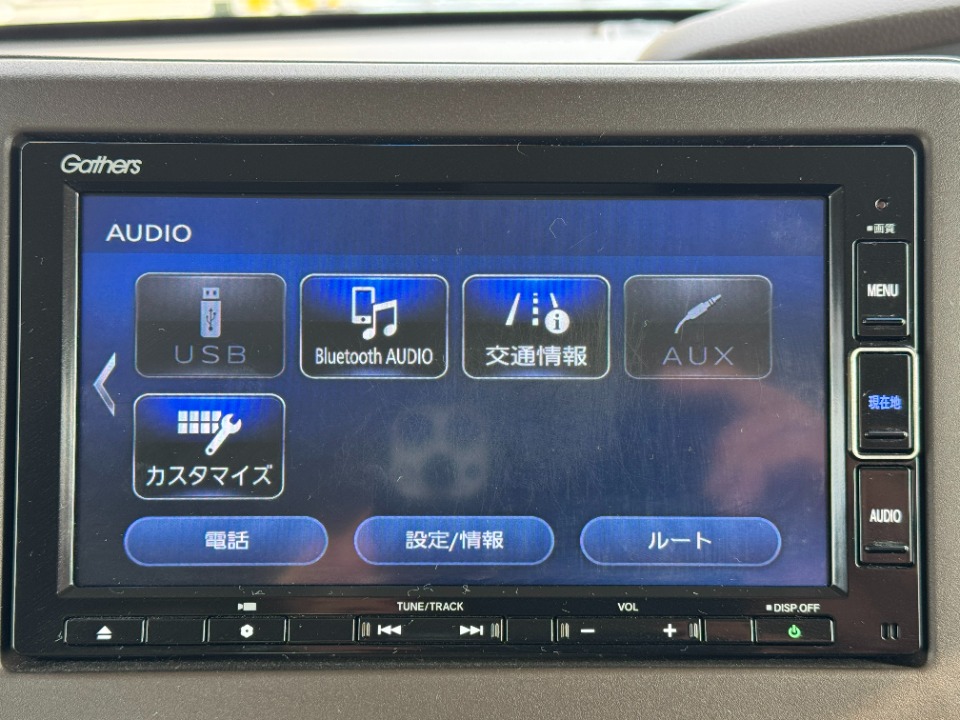 Gathers
AUDIO
■画質
MENU
USB
Bluetooth AUDIO
交通情報
AUX
現在地
カスタマイズ
AUDIO
電話
設定/情報
ルート
TUNE/TRACK
VOL
■DISP.OFF